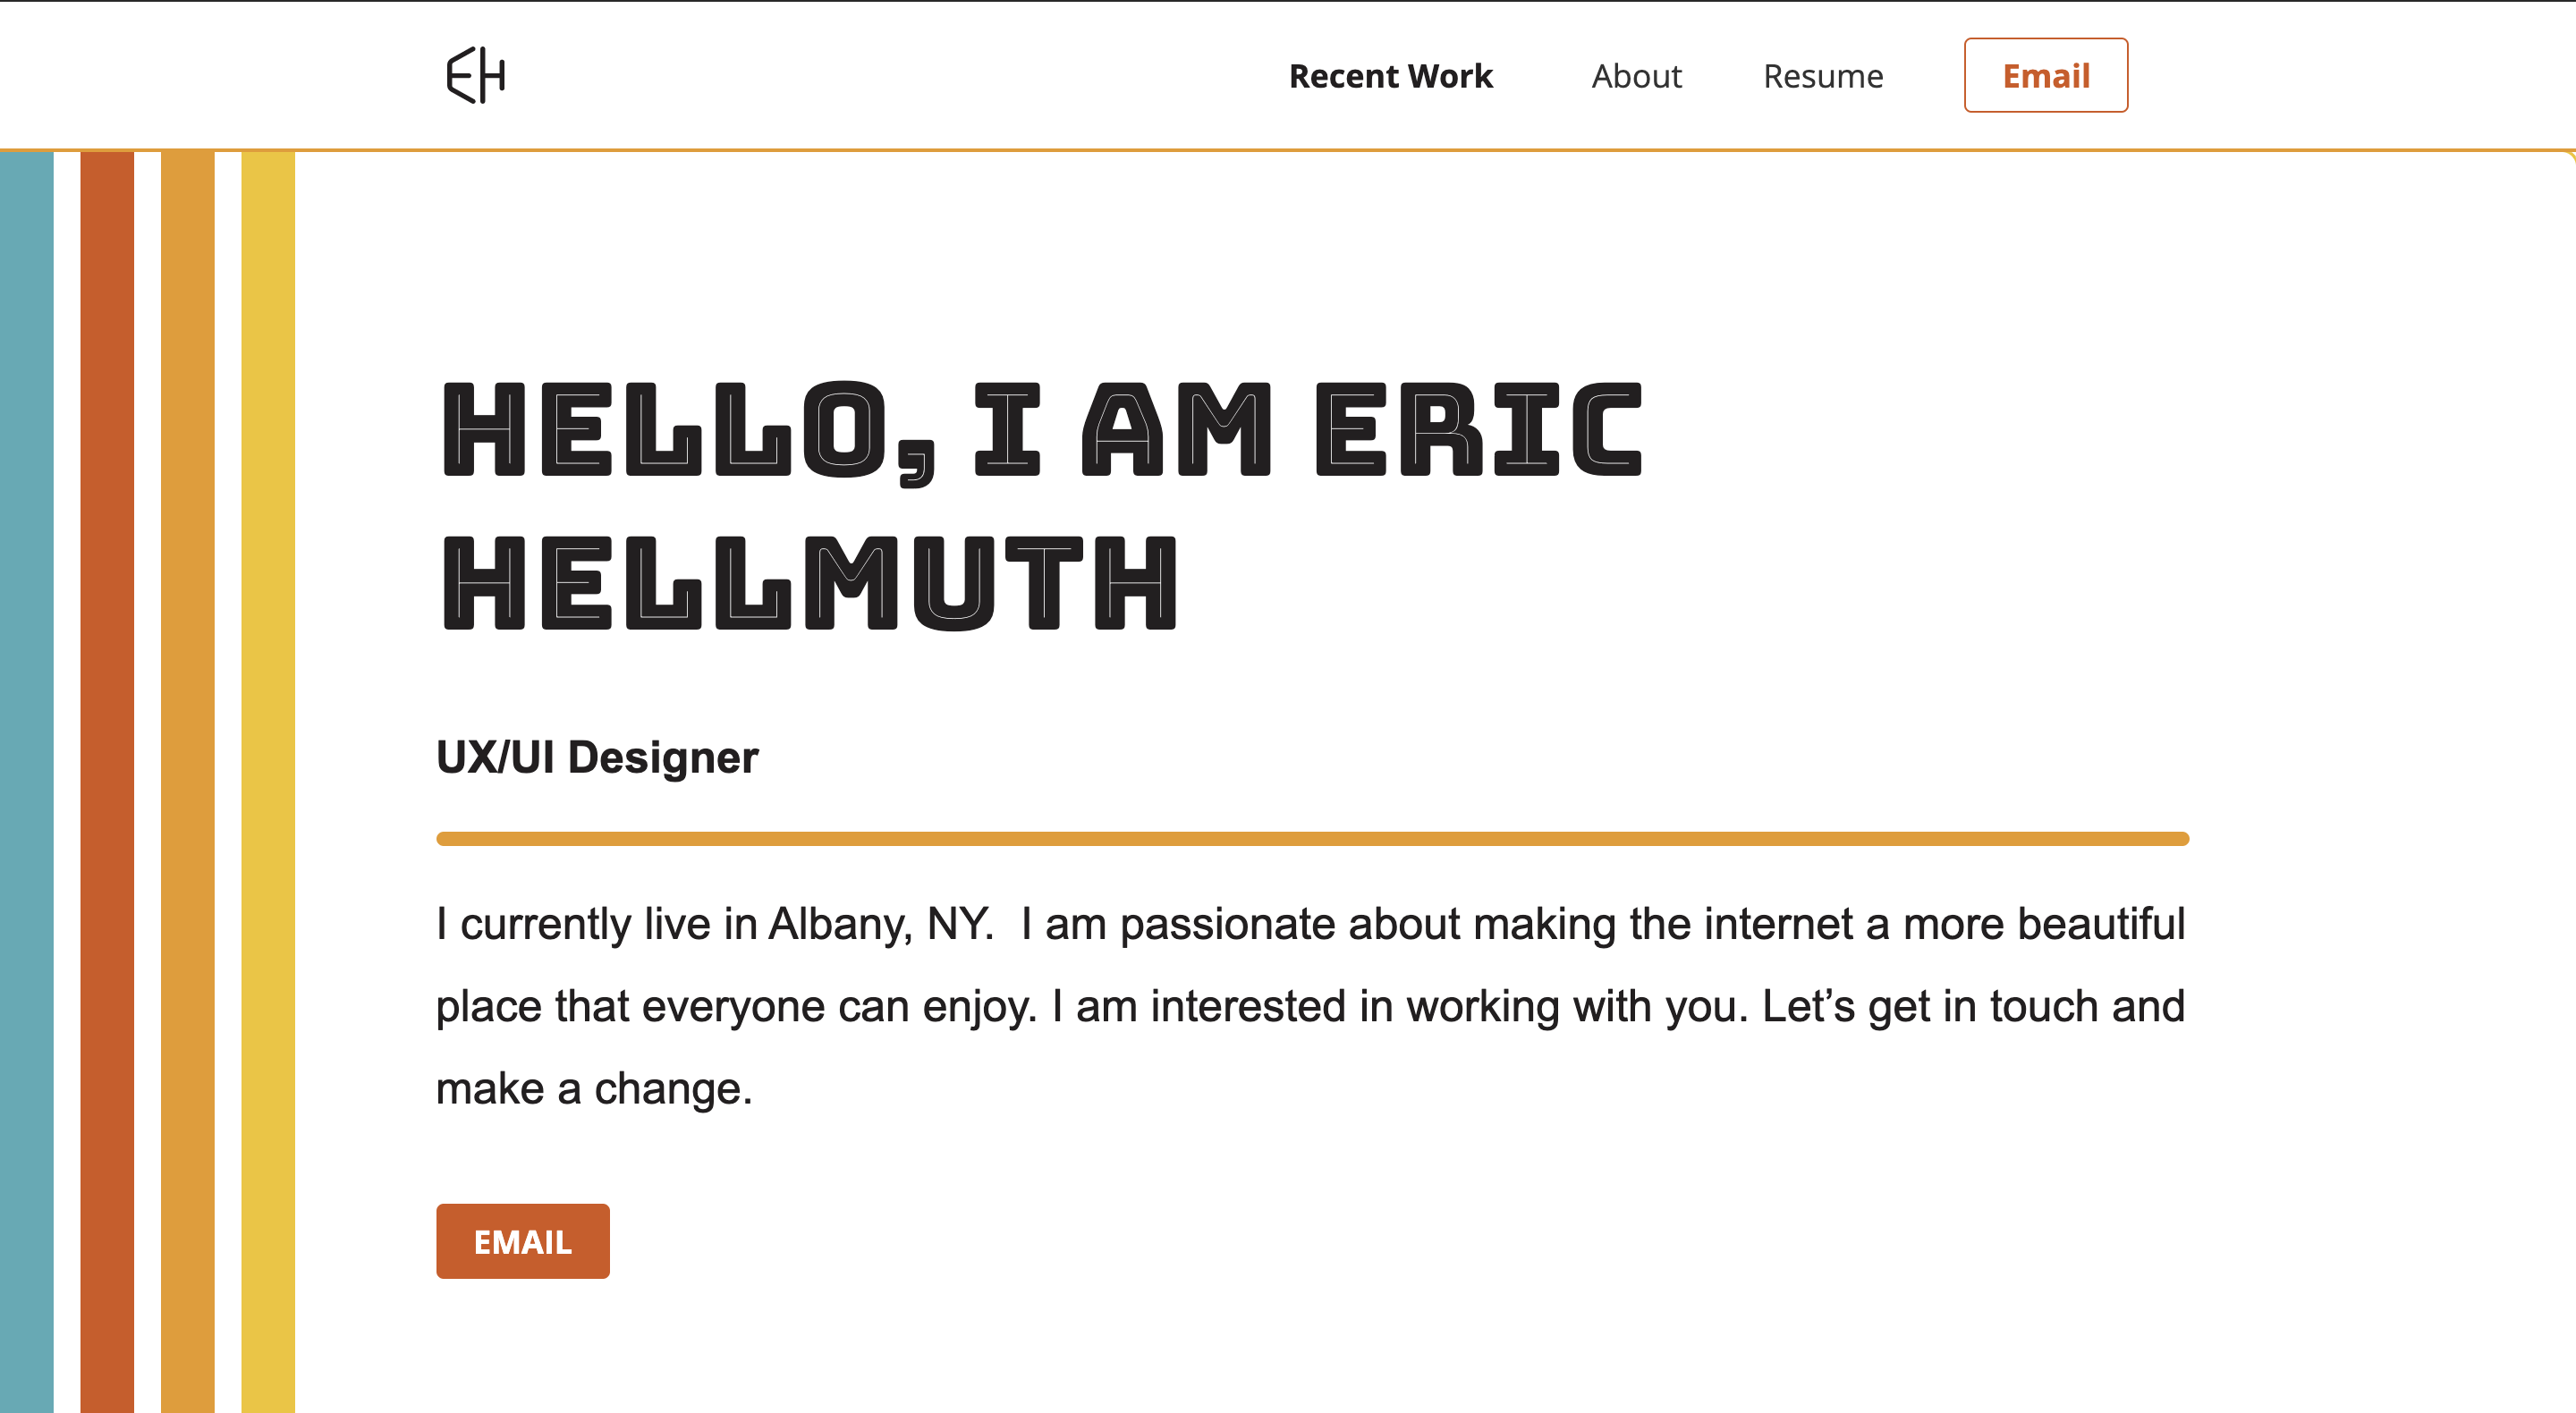 EH
Recent Work About Resume Email
HELLO, I AM ERIC
HELLMUTH
UX/UI Designer
I currently live in Albany, NY.  I am passionate about making the internet a more beautiful
place that everyone can enjoy. I am interested in working with you. Let’s get in touch and
make a change.
EMAIL